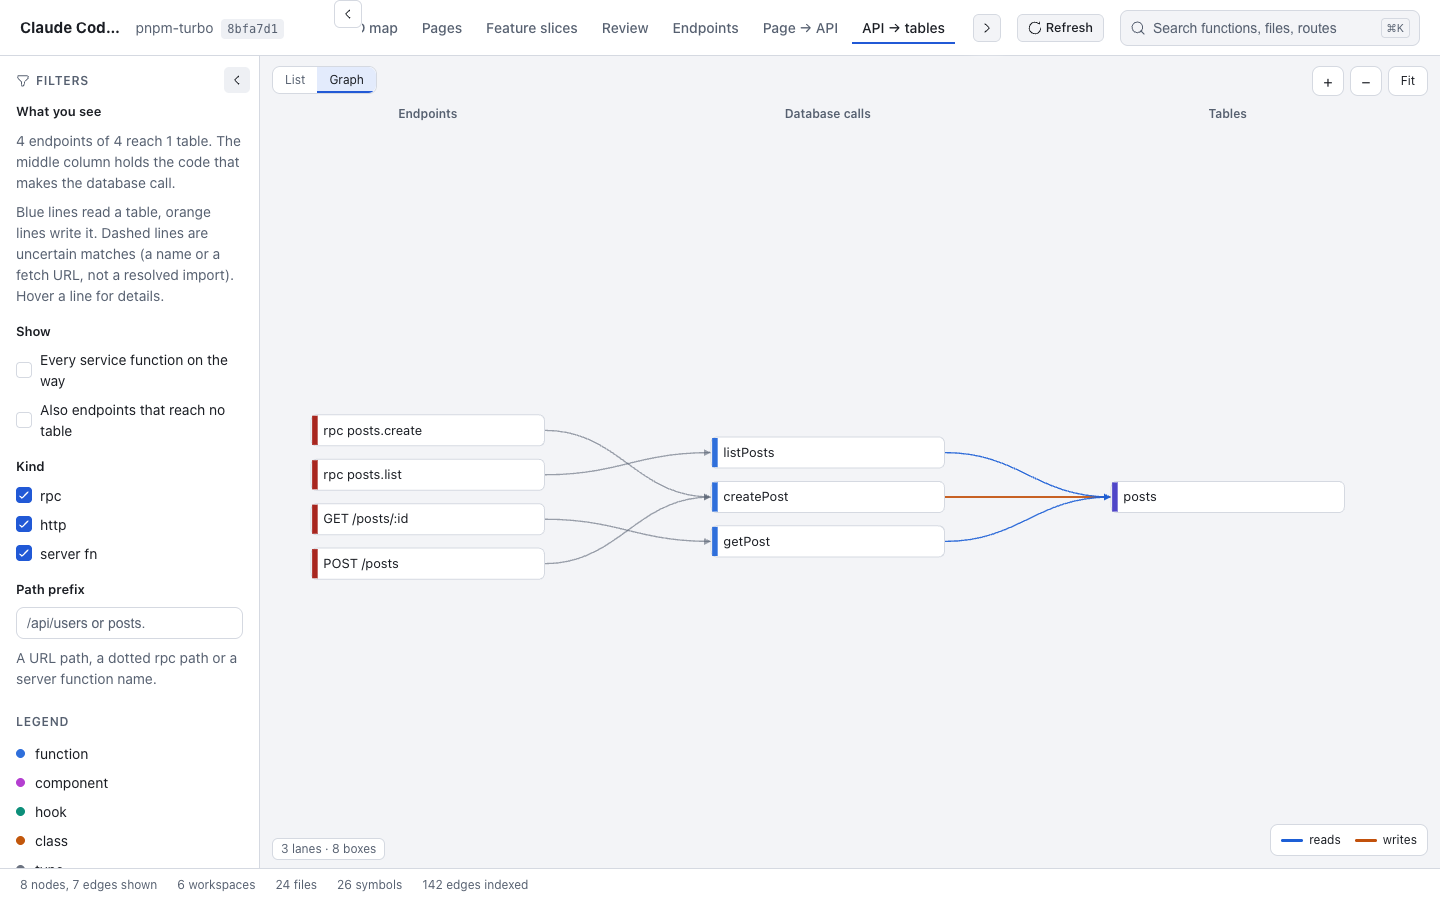 Claude Cod... pnpm-turbo 8bfa7d1 map Pages Feature slices Review Endpoints Page → API API → tables Refresh Search functions, files, routes ⌘K
FILTERS
What you see
4 endpoints of 4 reach 1 table. The
middle column holds the code that
makes the database call.
Blue lines read a table, orange
lines write it. Dashed lines are
uncertain matches (a name or a
fetch URL, not a resolved import).
Hover a line for details.
Show
Every service function on the
way
Also endpoints that reach no
table
Kind
rpc
http
server fn
Path prefix
/api/users or posts.
A URL path, a dotted rpc path or a
server function name.
LEGEND
function
component
hook
class
List Graph
+ − Fit
Endpoints Database calls Tables
rpc posts.create
rpc posts.list
GET /posts/:id
POST /posts
listPosts
createPost
getPost
posts
3 lanes · 8 boxes
reads writes
8 nodes, 7 edges shown 6 workspaces 24 files 26 symbols 142 edges indexed